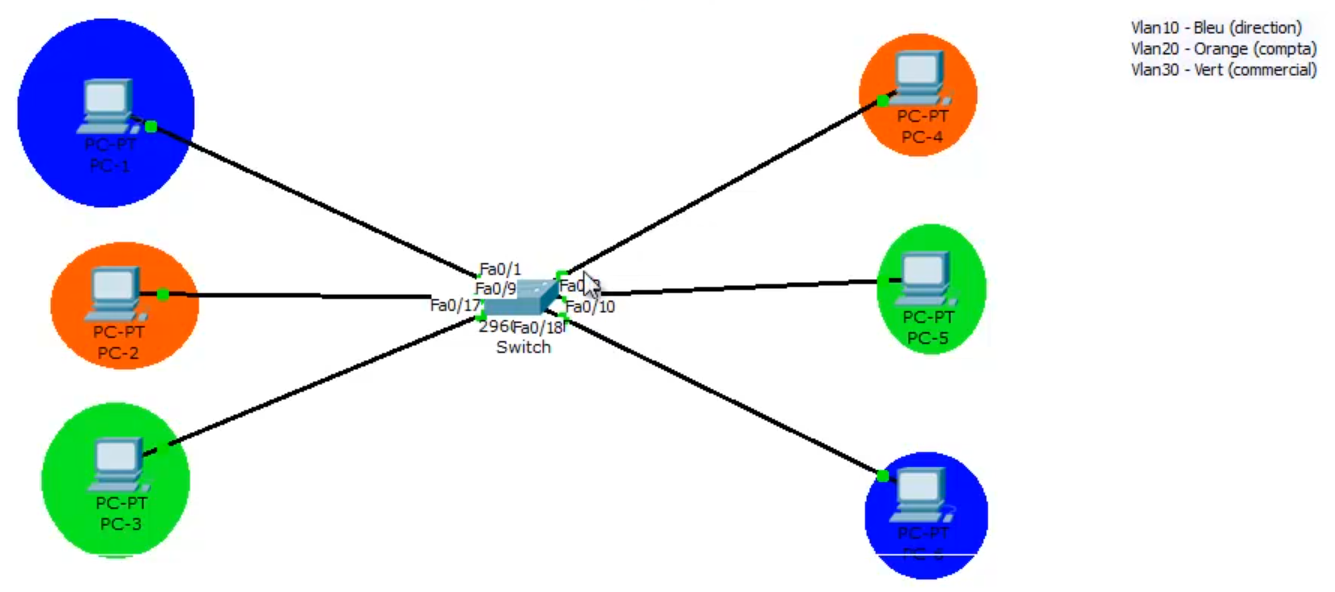 Vlan10 - Bleu (direction)
Vlan20 - Orange (compta)
Vlan30 - Vert (commercial)
PC-PT
PC-1
PC-PT
PC-4
PC-PT
PC-2
Fa0/1
Fa0/9
Fa0/17
Fa0/10
Fa0/18
Switch
PC-PT
PC-5
PC-PT
PC-3
PC-PT